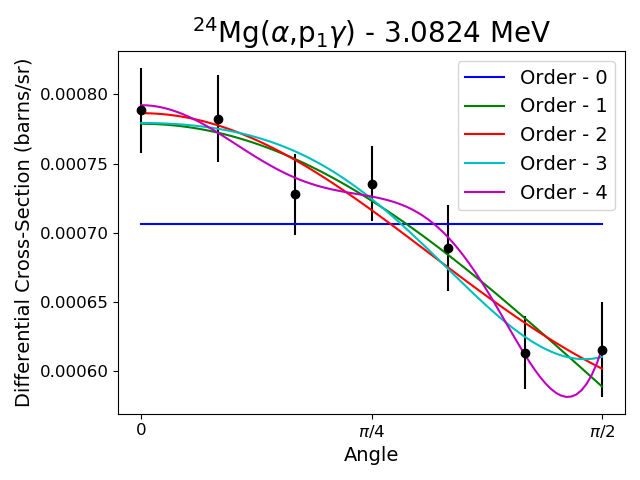 ²⁴Mg(α,p₁γ) - 3.0824 MeV
Differential Cross-Section (barns/sr)
0.00080
0.00075
0.00070
0.00065
0.00060
Order - 0
Order - 1
Order - 2
Order - 3
Order - 4
0
π/4
π/2
Angle